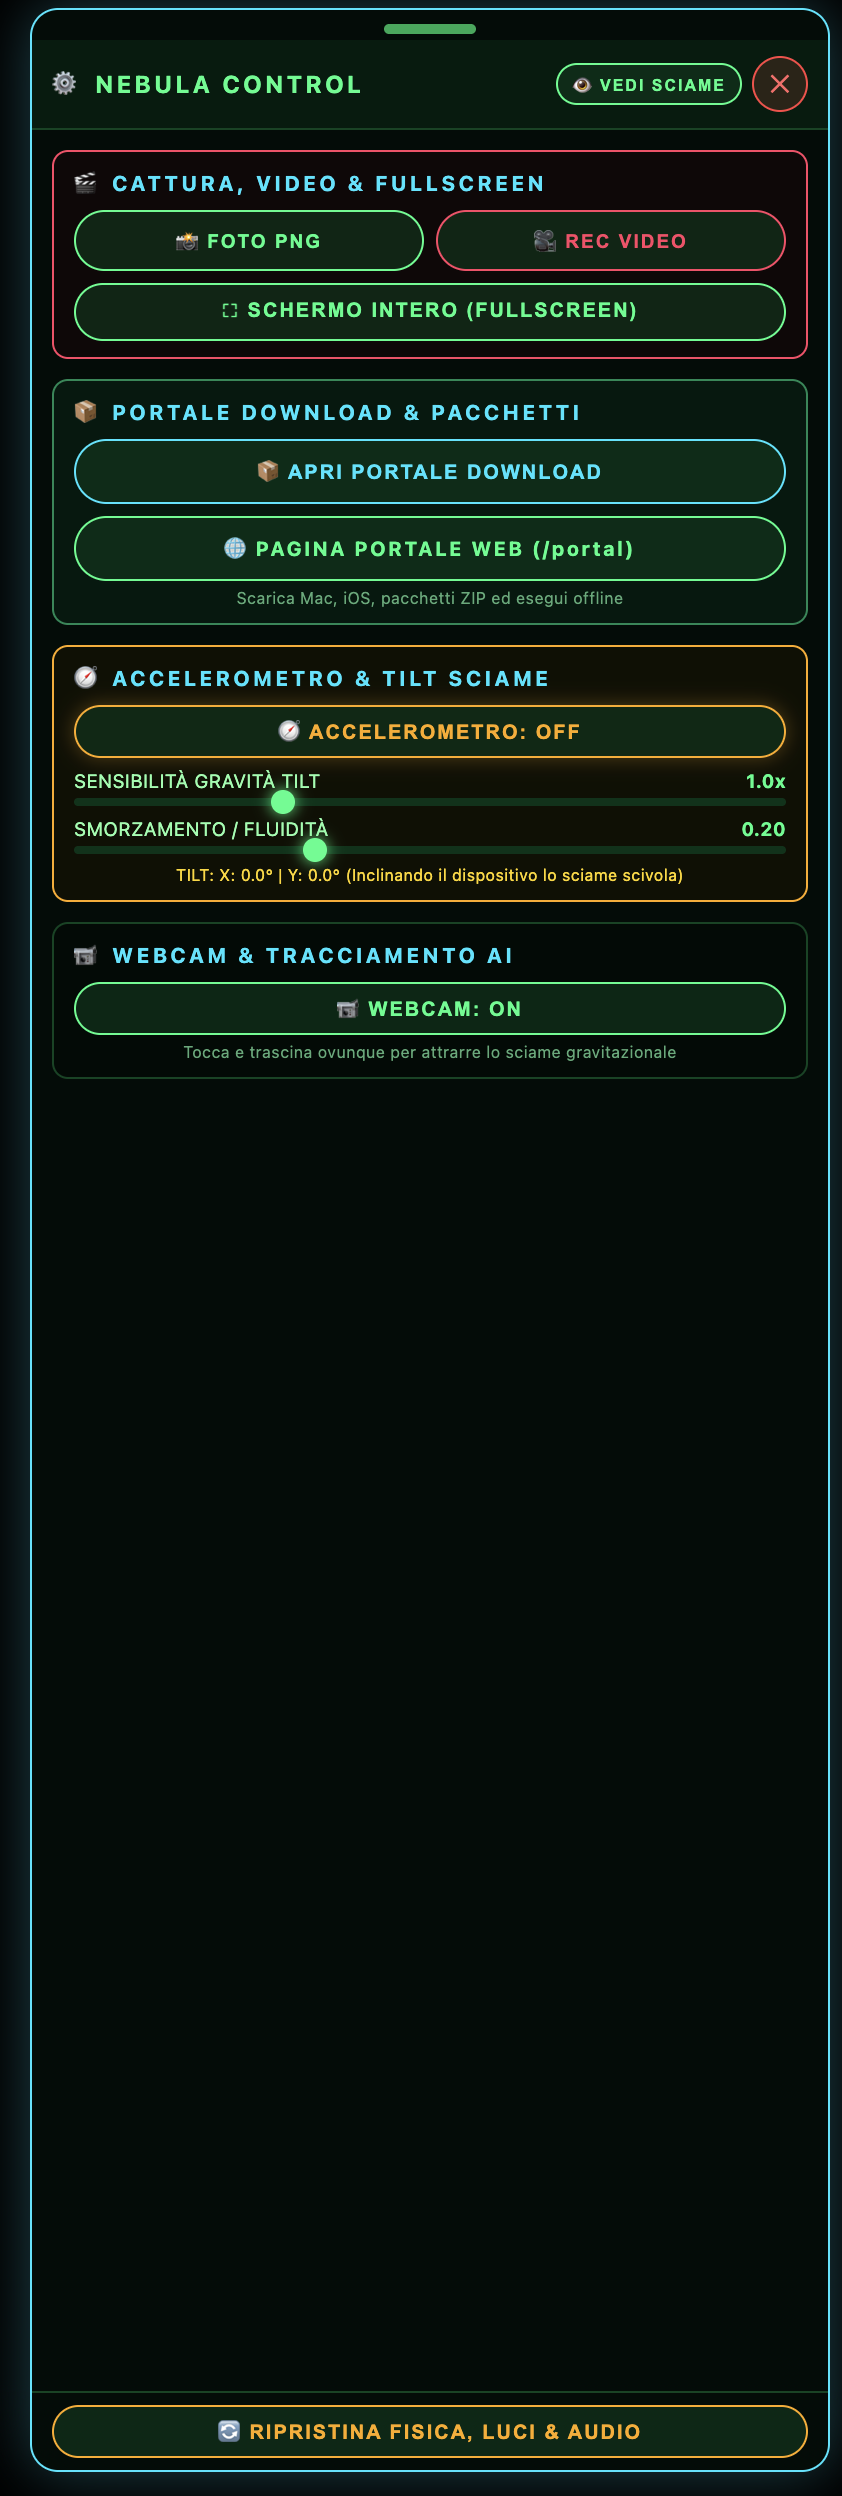 NEBULA CONTROL
VEDI SCIAME
CATTURA, VIDEO & FULLSCREEN
FOTO PNG
REC VIDEO
SCHERMO INTERO (FULLSCREEN)
PORTALE DOWNLOAD & PACCHETTI
APRI PORTALE DOWNLOAD
PAGINA PORTALE WEB (/portal)
Scarica Mac, iOS, pacchetti ZIP ed esegui offline
ACCELEROMETRO & TILT SCIAME
ACCELEROMETRO: OFF
SENSIBILITÀ GRAVITÀ TILT 1.0x
SMORZAMENTO / FLUIDITÀ 0.20
TILT: X: 0.0° | Y: 0.0° (Inclinando il dispositivo lo sciame scivola)
WEBCAM & TRACCIAMENTO AI
WEBCAM: ON
Tocca e trascina ovunque per attrarre lo sciame gravitazionale
RIPRISTINA FISICA, LUCI & AUDIO